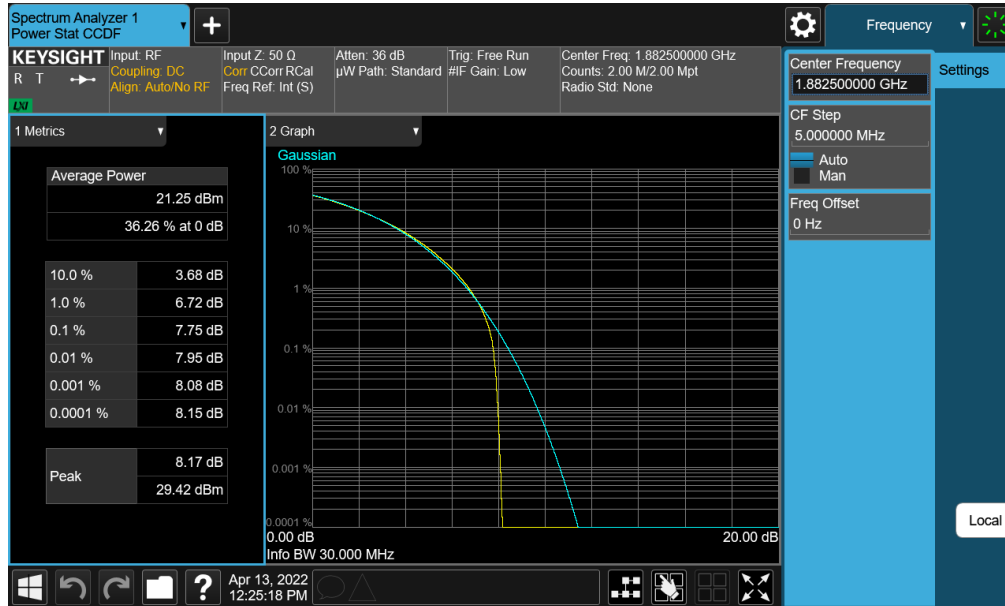 Spectrum Analyzer 1
Power Stat CCDF
Frequency
KEYSIGHT
R T
LXI
Input: RF
Coupling: DC
Align: Auto/No RF
Input Z: 50 Ω
Corr CCorr RCal
Freq Ref: Int (S)
Atten: 36 dB
µW Path: Standard
Trig: Free Run
#IF Gain: Low
Center Freq: 1.882500000 GHz
Counts: 2.00 M/2.00 Mpt
Radio Std: None
Center Frequency
1.882500000 GHz
Settings
CF Step
5.000000 MHz
Auto
Man
Freq Offset
0 Hz
Local
1 Metrics
Average Power
21.25 dBm
36.26 % at 0 dB
10.0 % 3.68 dB
1.0 % 6.72 dB
0.1 % 7.75 dB
0.01 % 7.95 dB
0.001 % 8.08 dB
0.0001 % 8.15 dB
Peak
8.17 dB
29.42 dBm
2 Graph
Gaussian
100 %
10 %
1 %
0.1 %
0.01 %
0.001 %
0.0001 %
0.00 dB 20.00 dB
Info BW 30.000 MHz
?
Apr 13, 2022
12:25:18 PM